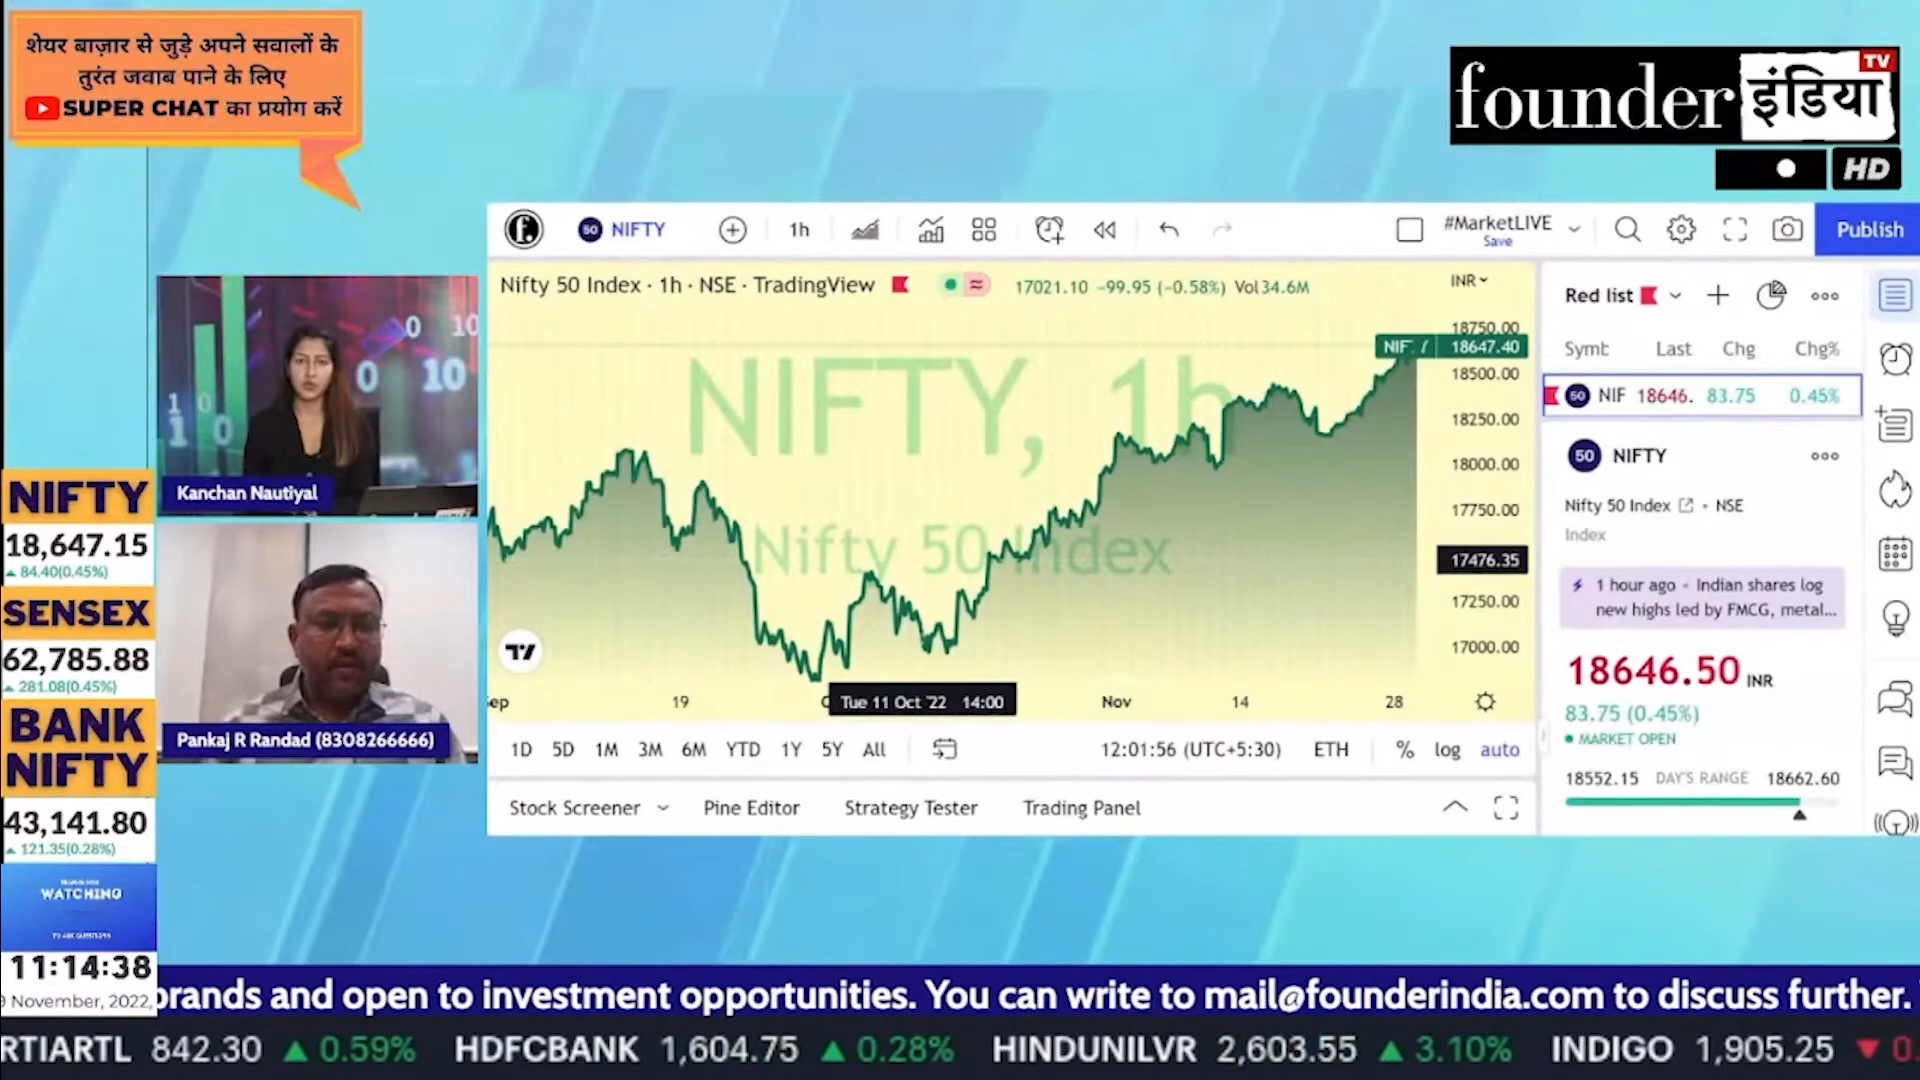 शेयर बाज़ार से जुड़े अपने सवालों के
तुरंत जवाब पाने के लिए
SUPER CHAT का प्रयोग करें
founder इंडिया TV
HD
50 NIFTY
1h
#MarketLIVE
Save
Publish
Nifty 50 Index · 1h · NSE · TradingView
17021.10 −99.95 (−0.58%) Vol 34.6M
INR
NIFTY, 1h
Nifty 50 Index
18750.00
18647.40
18500.00
18250.00
18000.00
17750.00
17476.35
17250.00
17000.00
19
Tue 11 Oct '22 14:00
Nov
14
28
1D 5D 1M 3M 6M YTD 1Y 5Y All
12:01:56 (UTC+5:30) ETH % log auto
Stock Screener Pine Editor Strategy Tester Trading Panel
Red list
Last Chg Chg%
50 NIF 18646. 83.75 0.45%
50 NIFTY
Nifty 50 Index · NSE
Index
1 hour ago · Indian shares log
new highs led by FMCG, metal...
18646.50 INR
83.75 (0.45%)
MARKET OPEN
18552.15 DAY'S RANGE 18662.60
Kanchan Nautiyal
Pankaj R Randad (8308266666)
NIFTY
18,647.15
84.40(0.45%)
SENSEX
62,785.88
281.08(0.45%)
BANK
NIFTY
43,141.80
121.35(0.28%)
WATCHING
TO ASK QUESTIONS
11:14:38
9 November, 2022,
brands and open to investment opportunities. You can write to mail@founderindia.com to discuss further.
RTIARTL 842.30 ▲ 0.59% HDFCBANK 1,604.75 ▲ 0.28% HINDUNILVR 2,603.55 ▲ 3.10% INDIGO 1,905.25 ▼ 0.